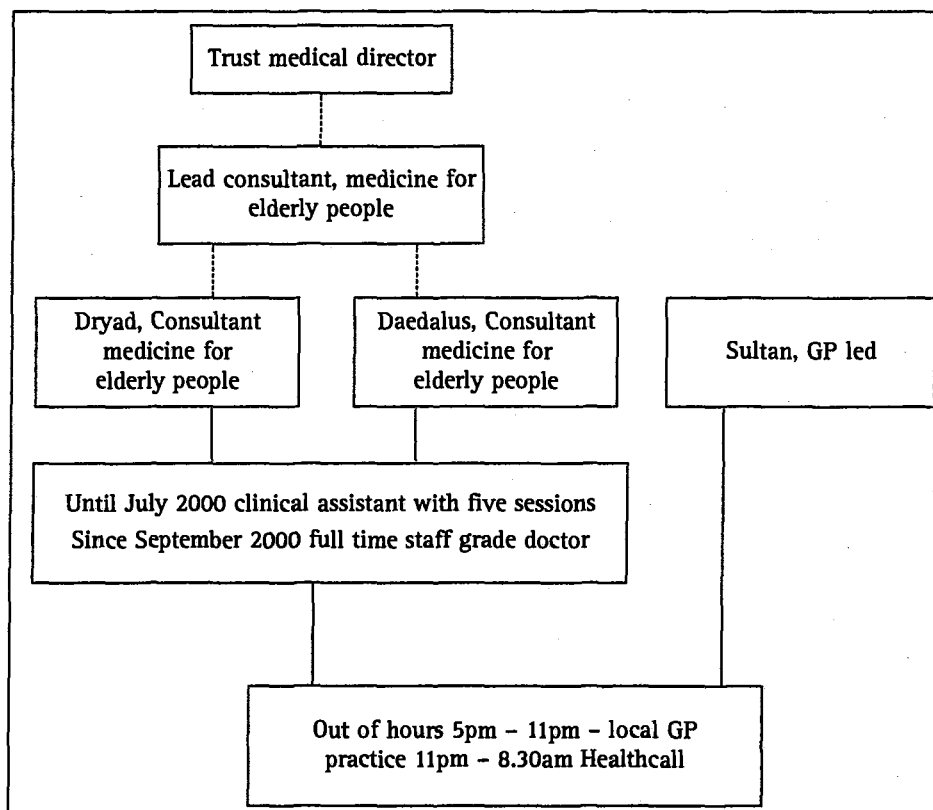 Trust medical director
Lead consultant, medicine for
elderly people
Dryad, Consultant
medicine for
elderly people
Daedalus, Consultant
medicine for
elderly people
Sultan, GP led
Until July 2000 clinical assistant with five sessions
Since September 2000 full time staff grade doctor
Out of hours 5pm – 11pm – local GP
practice 11pm – 8.30am Healthcall